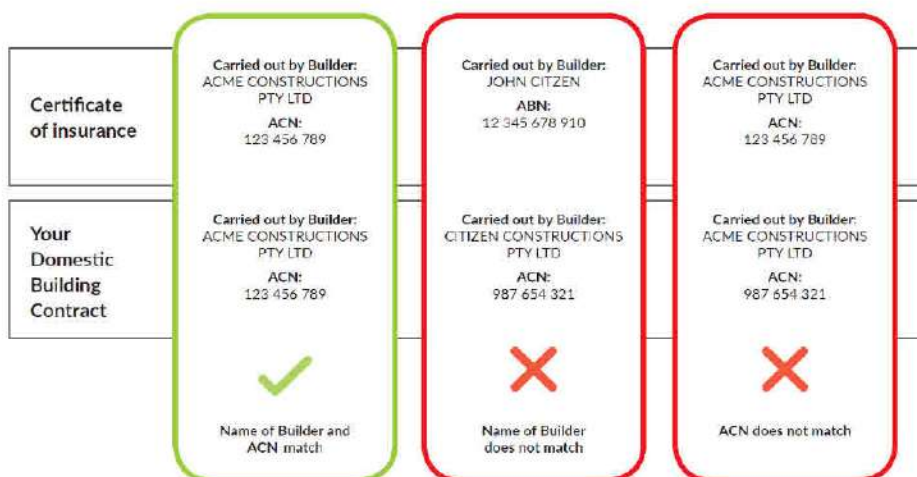 Certificate
of insurance
Carried out by Builder:
ACME CONSTRUCTIONS
PTY LTD
ACN:
123 456 789
Carried out by Builder:
JOHN CITZEN
ABN:
12 345 678 910
Carried out by Builder:
ACME CONSTRUCTIONS
PTY LTD
ACN:
123 456 789
Your
Domestic
Building
Contract
Carried out by Builder:
ACME CONSTRUCTIONS
PTY LTD
ACN:
123 456 789
Carried out by Builder:
CITIZEN CONSTRUCTIONS
PTY LTD
ACN:
987 654 321
Carried out by Builder:
ACME CONSTRUCTIONS
PTY LTD
ACN:
987 654 321
Name of Builder and
ACN match
Name of Builder
does not match
ACN does not match